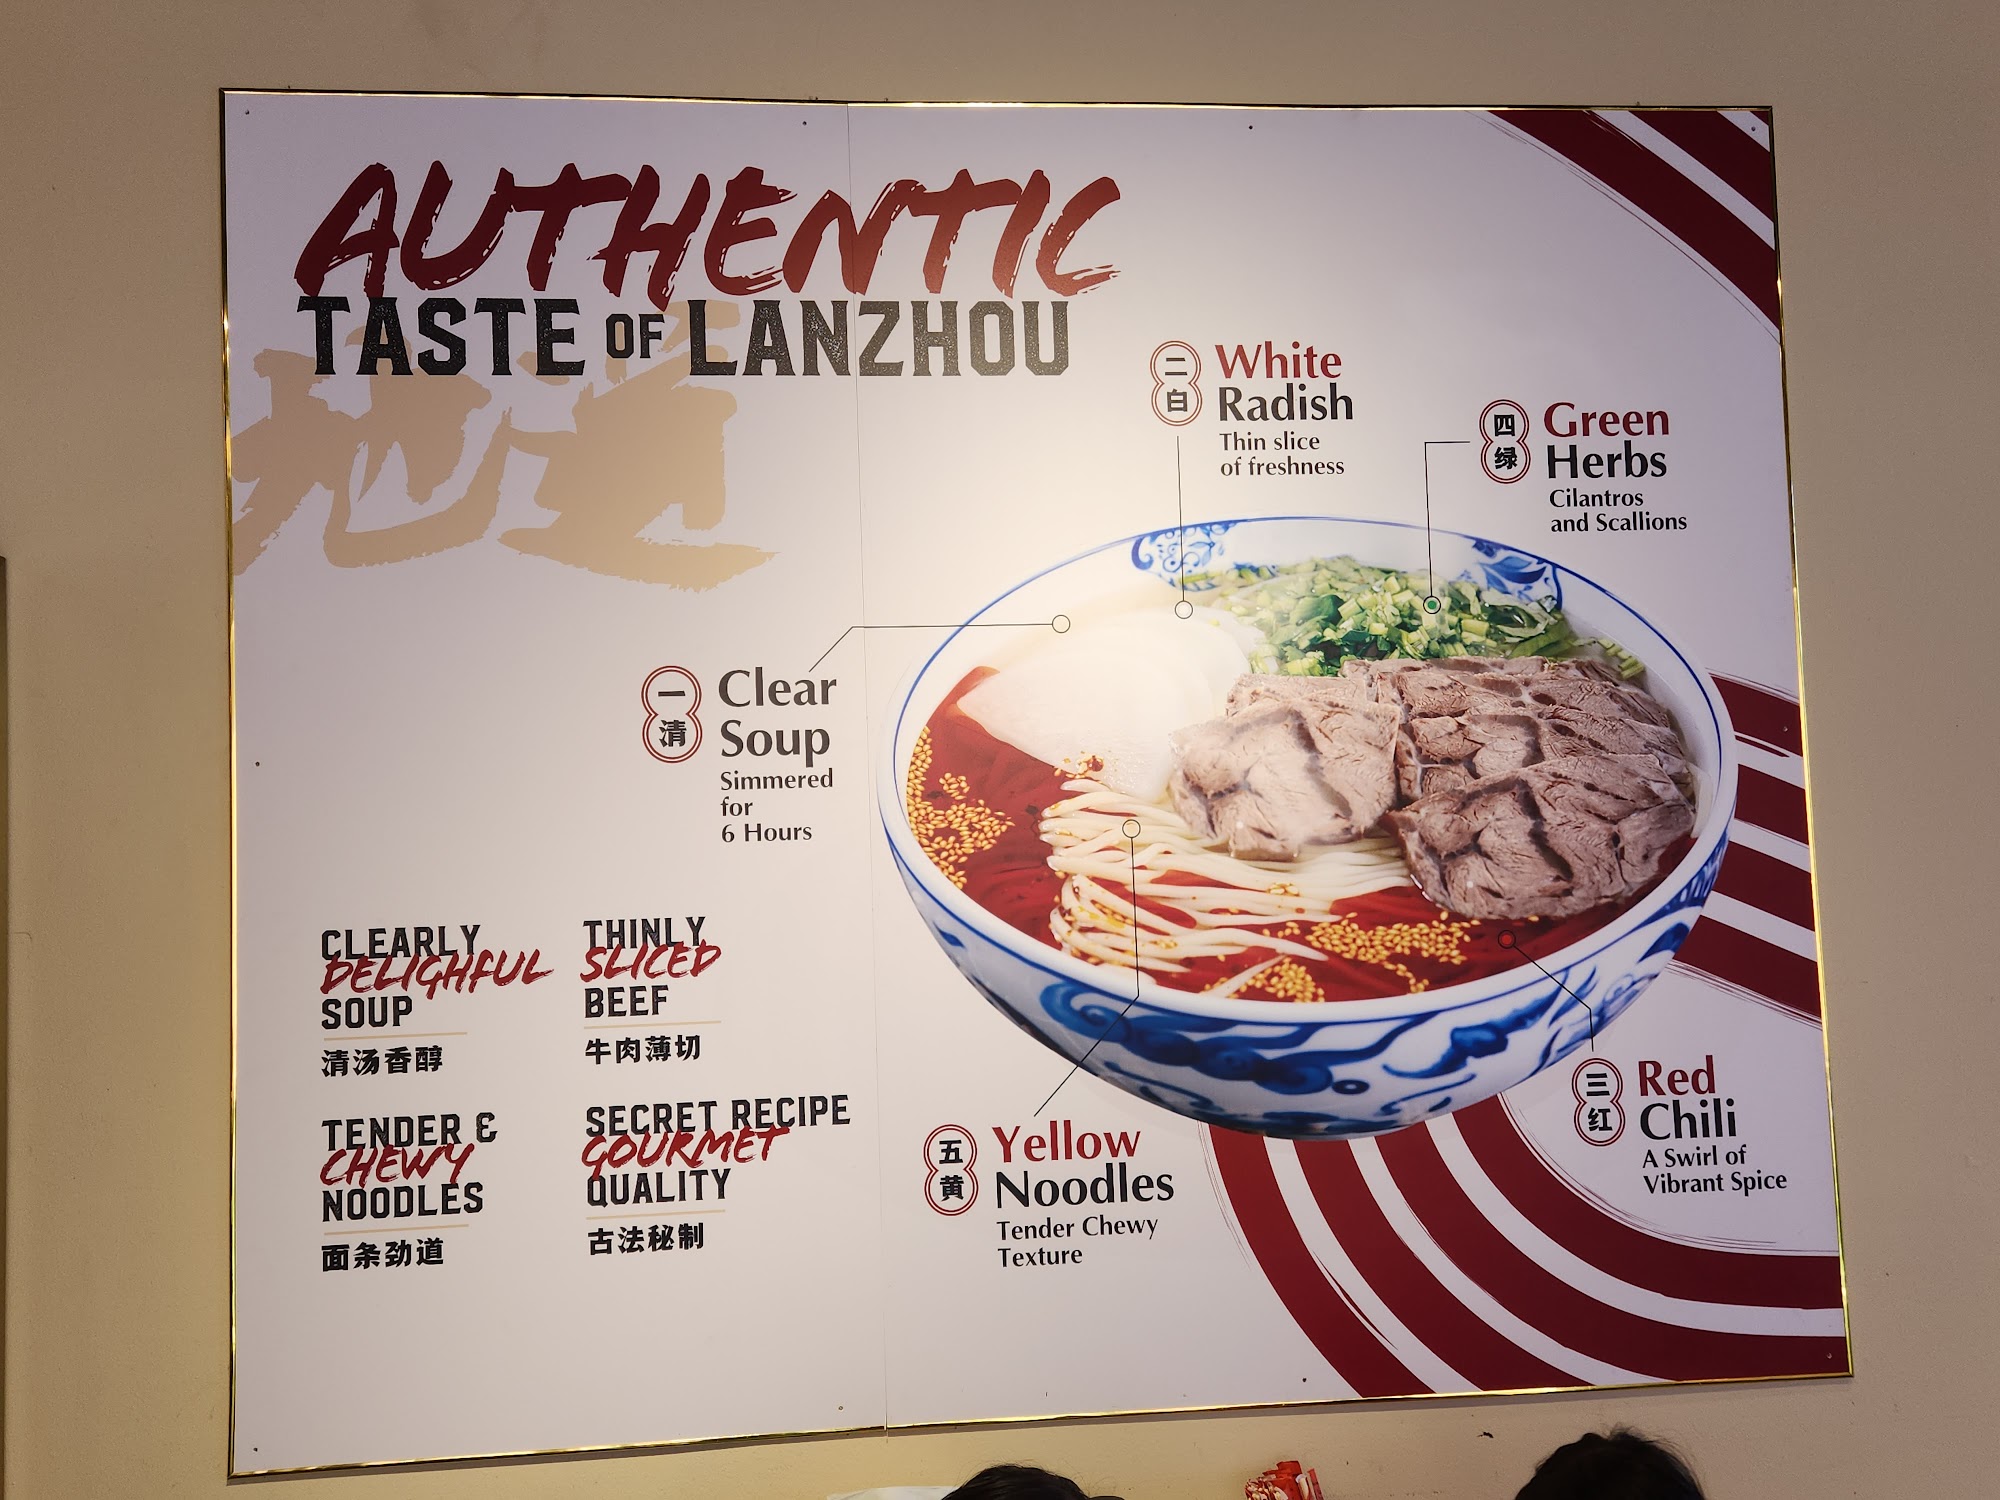 AUTHENTIC
TASTE OF LANZHOU
地道
二
白
White
Radish
Thin slice
of freshness
四
绿
Green
Herbs
Cilantros
and Scallions
一
清
Clear
Soup
Simmered
for
6 Hours
CLEARLY
DELIGHFUL
SOUP
清汤香醇
THINLY
SLICED
BEEF
牛肉薄切
TENDER &
CHEWY
NOODLES
面条劲道
SECRET RECIPE
GOURMET
QUALITY
古法秘制
五
黄
Yellow
Noodles
Tender Chewy
Texture
三
红
Red
Chili
A Swirl of
Vibrant Spice